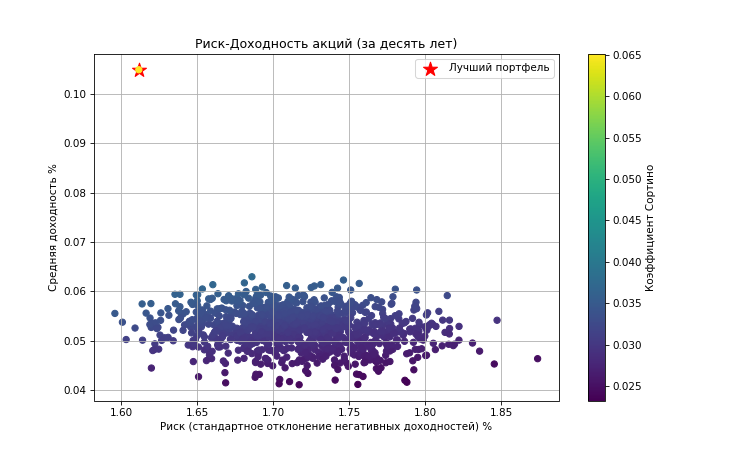 Риск-Доходность акций (за десять лет)
Лучший портфель
0.10
0.09
0.08
0.07
0.06
0.05
0.04
Средняя доходность %
1.60 1.65 1.70 1.75 1.80 1.85
Риск (стандартное отклонение негативных доходностей) %
0.065
0.060
0.055
0.050
0.045
0.040
0.035
0.030
0.025
Коэффициент Сортино